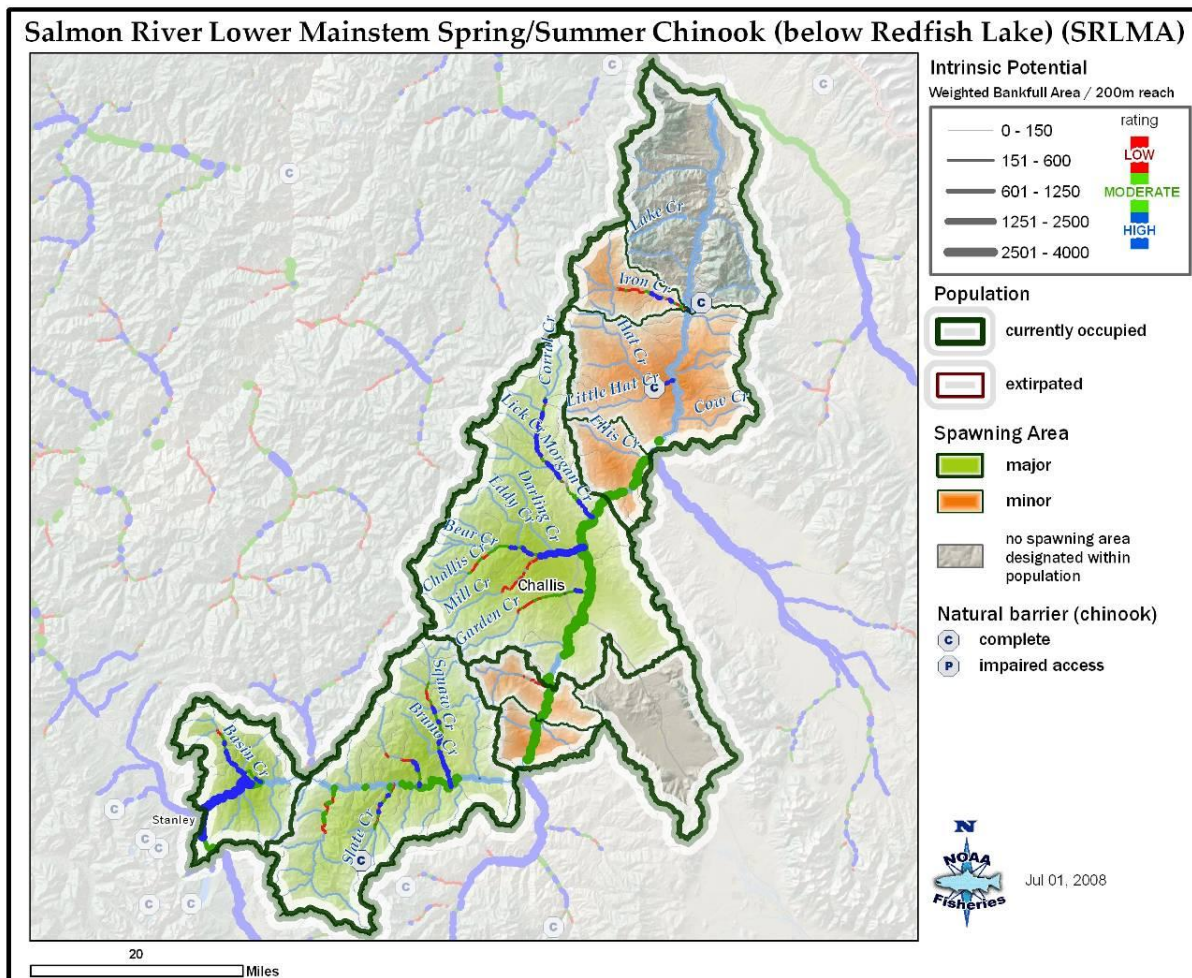 Salmon River Lower Mainstem Spring/Summer Chinook (below Redfish Lake) (SRLMA)
Intrinsic Potential
Weighted Bankfull Area / 200m reach
0 - 150
151 - 600
601 - 1250
1251 - 2500
2501 - 4000
rating
LOW
MODERATE
HIGH
Population
currently occupied
extirpated
Spawning Area
major
minor
no spawning area
designated within
population
Natural barrier (chinook)
C complete
P impaired access
C
C
C
Lake Cr
Iron Cr
C
Hat Cr
Little Hat Cr
C
Cow Cr
Ellis Cr
Corral Cr
Lick Cr
Morgan Cr
Darling Cr
Eddy Cr
Bear Cr
Challis Cr
Mill Cr
Challis
Garden Cr
Squaw Cr
Bruno Cr
Basin Cr
Stanley
Slate Cr
C
C
C
C
C
C
C
N
NOAA
Fisheries
Jul 01, 2008
20
Miles